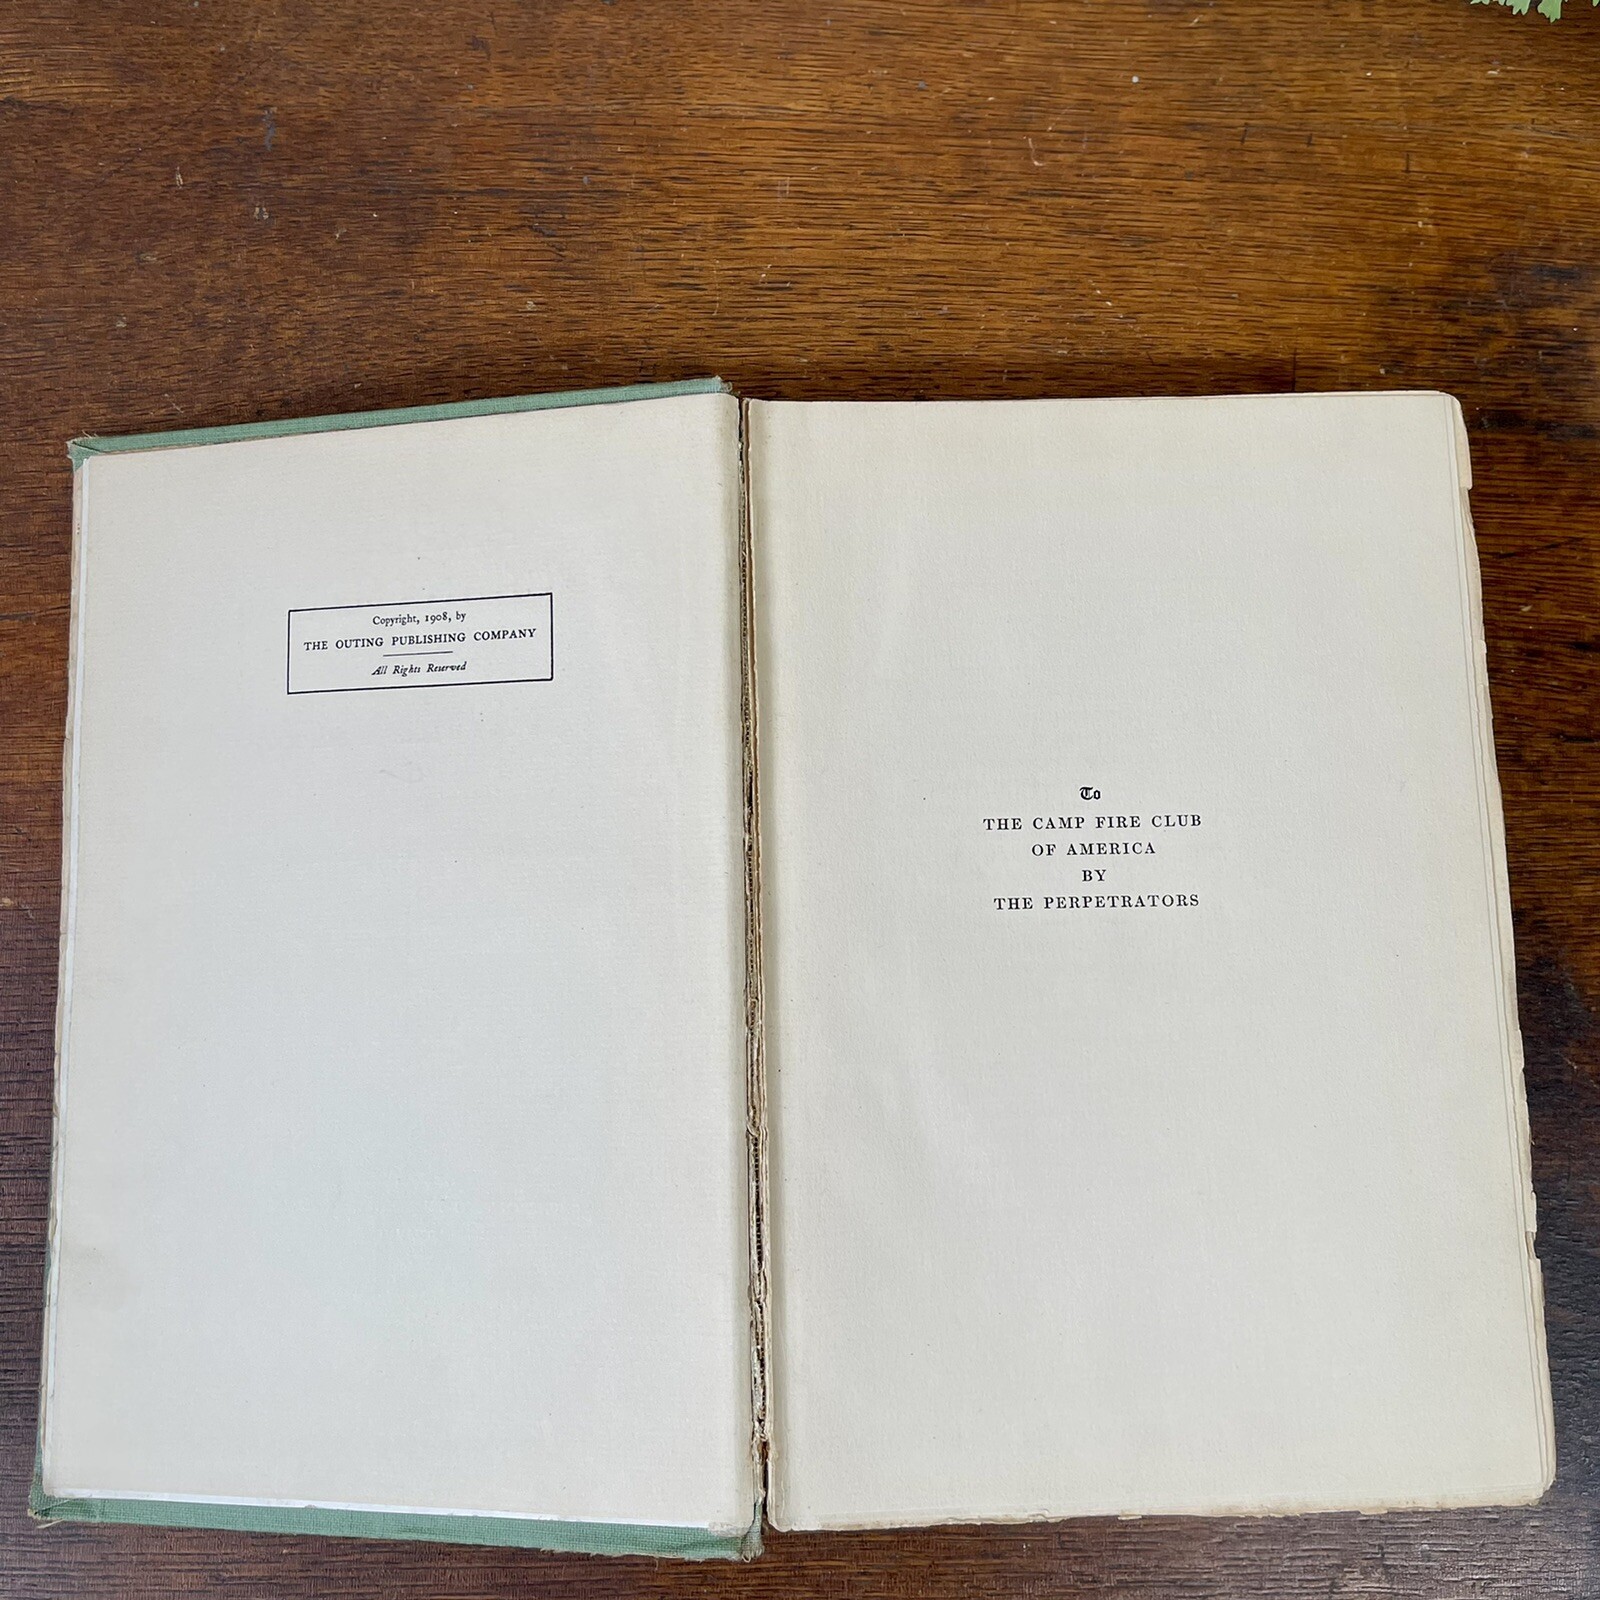 Copyright, 1908, by
THE OUTING PUBLISHING COMPANY
All Rights Reserved
To
THE CAMP FIRE CLUB
OF AMERICA
BY
THE PERPETRATORS